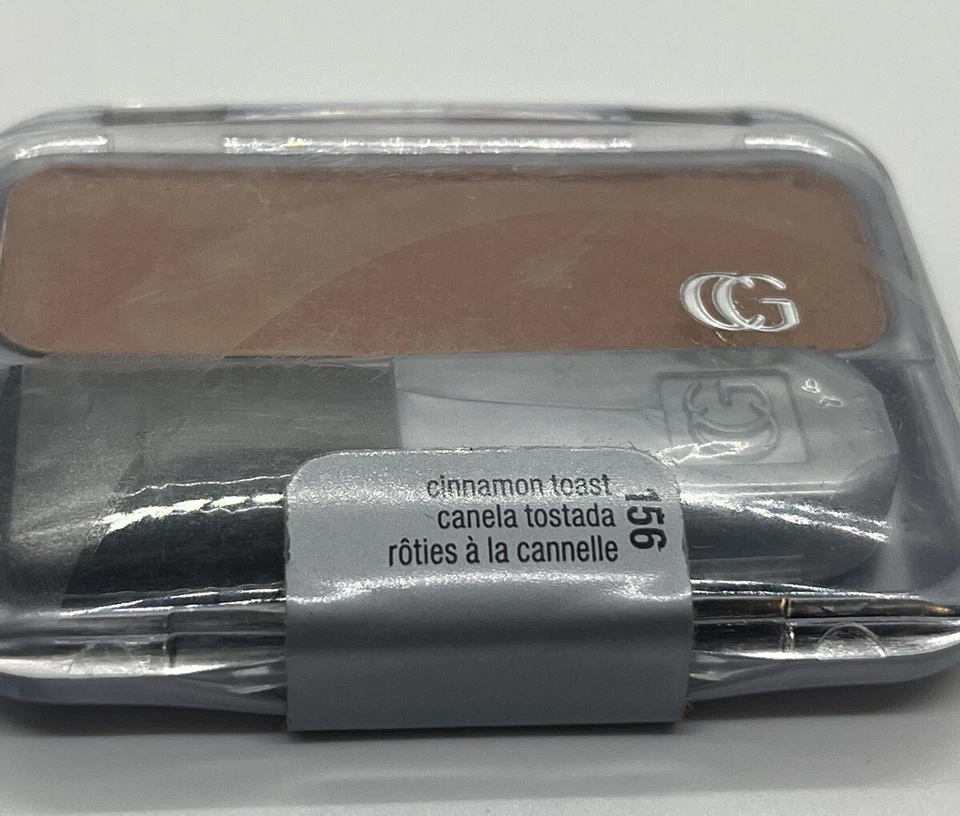 CG
CG
cinnamon toast
canela tostada
rôties à la cannelle
156